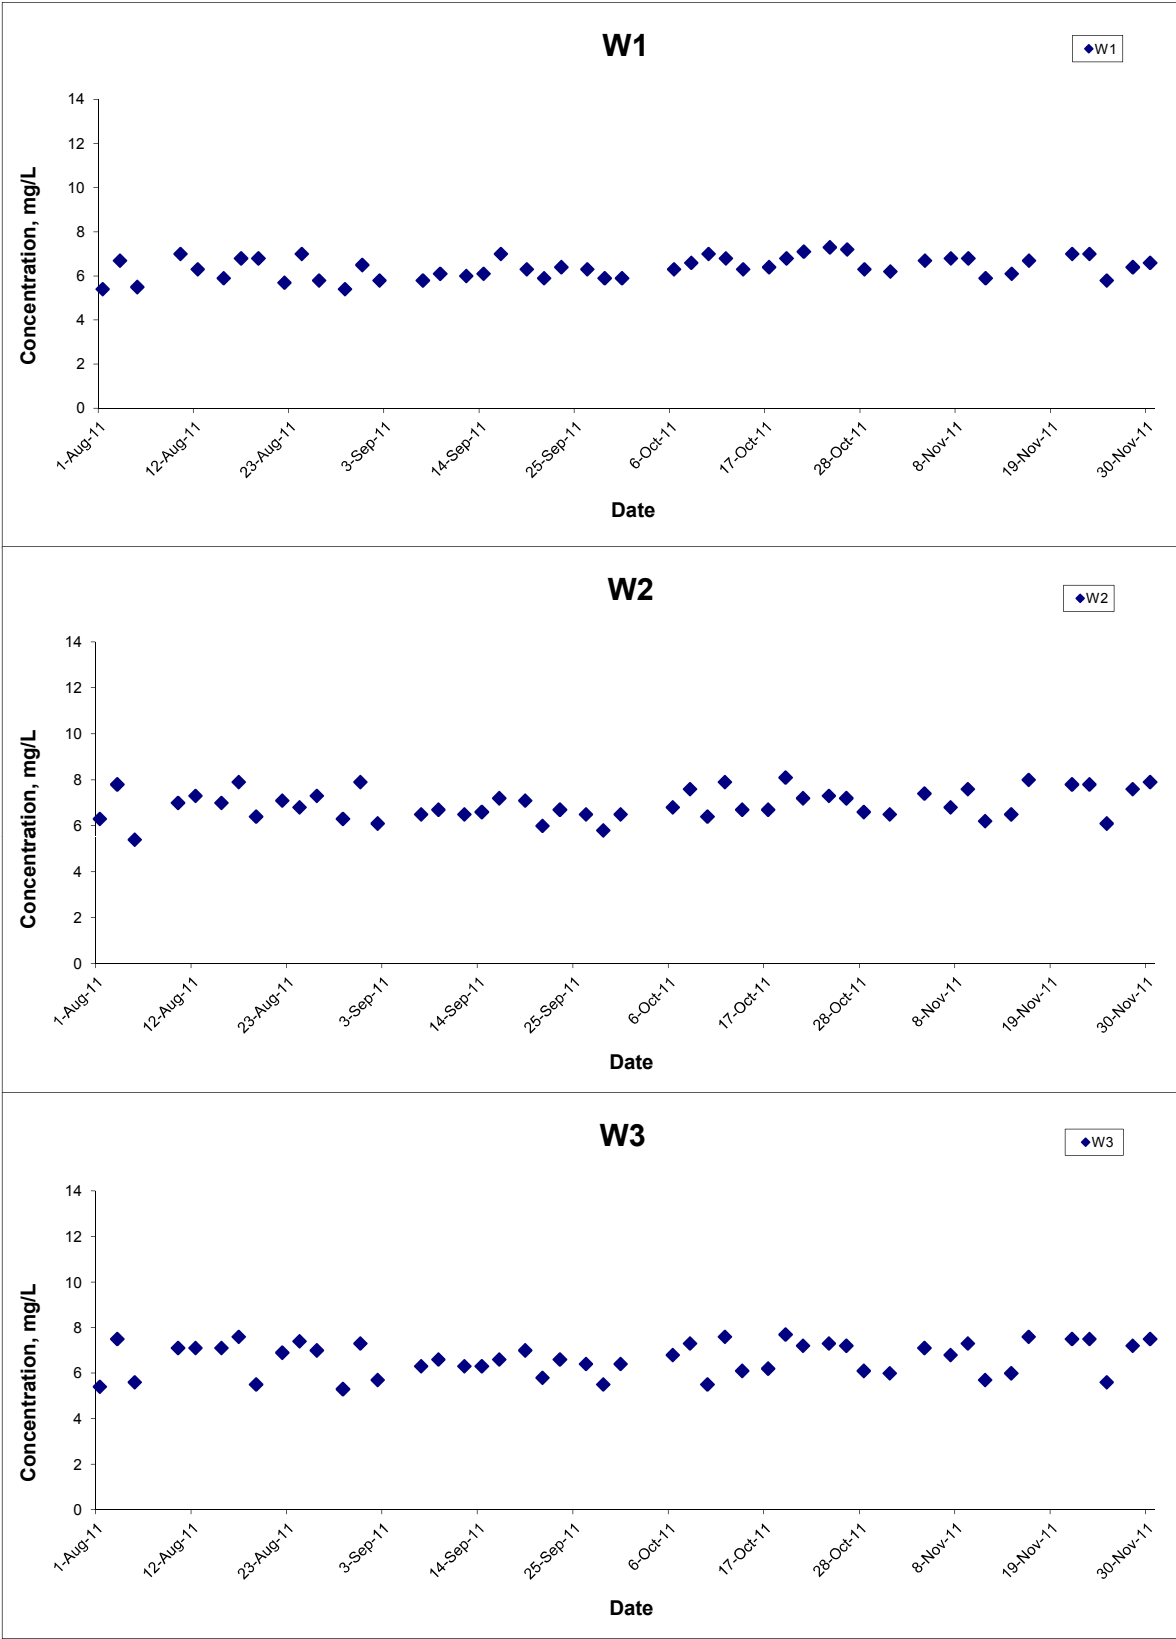 W1
W1
14
12
10
8
6
4
2
0
Concentration, mg/L
1-Aug-11
12-Aug-11
23-Aug-11
3-Sep-11
14-Sep-11
25-Sep-11
6-Oct-11
17-Oct-11
28-Oct-11
8-Nov-11
19-Nov-11
30-Nov-11
Date
W2
W2
14
12
10
8
6
4
2
0
Concentration, mg/L
1-Aug-11
12-Aug-11
23-Aug-11
3-Sep-11
14-Sep-11
25-Sep-11
6-Oct-11
17-Oct-11
28-Oct-11
8-Nov-11
19-Nov-11
30-Nov-11
Date
W3
W3
14
12
10
8
6
4
2
0
Concentration, mg/L
1-Aug-11
12-Aug-11
23-Aug-11
3-Sep-11
14-Sep-11
25-Sep-11
6-Oct-11
17-Oct-11
28-Oct-11
8-Nov-11
19-Nov-11
30-Nov-11
Date